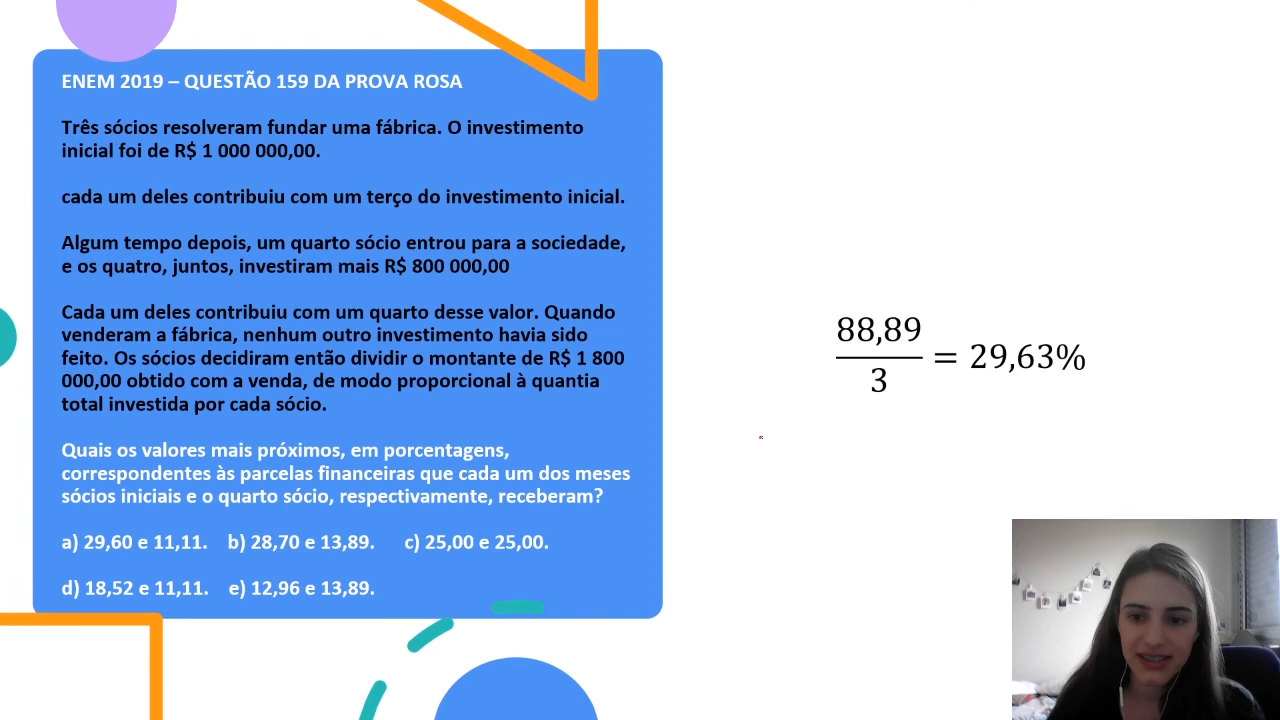 ENEM 2019 – QUESTÃO 159 DA PROVA ROSA
Três sócios resolveram fundar uma fábrica. O investimento
inicial foi de R$ 1 000 000,00.
cada um deles contribuiu com um terço do investimento inicial.
Algum tempo depois, um quarto sócio entrou para a sociedade,
e os quatro, juntos, investiram mais R$ 800 000,00
Cada um deles contribuiu com um quarto desse valor. Quando
venderam a fábrica, nenhum outro investimento havia sido
feito. Os sócios decidiram então dividir o montante de R$ 1 800
000,00 obtido com a venda, de modo proporcional à quantia
total investida por cada sócio.
Quais os valores mais próximos, em porcentagens,
correspondentes às parcelas financeiras que cada um dos meses
sócios iniciais e o quarto sócio, respectivamente, receberam?
a) 29,60 e 11,11. b) 28,70 e 13,89. c) 25,00 e 25,00.
d) 18,52 e 11,11. e) 12,96 e 13,89.
88,89
3
= 29,63%